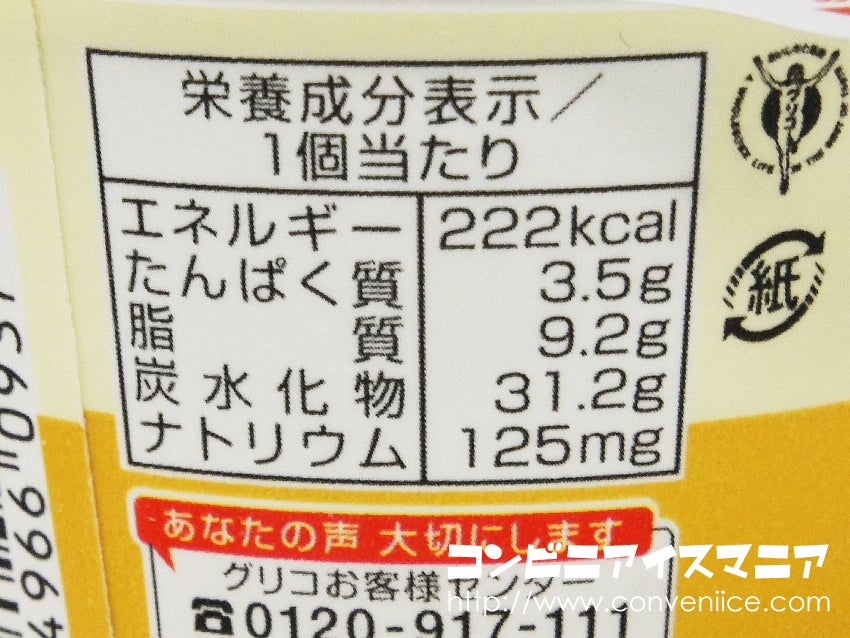 栄養成分表示／
1個当たり
エネルギー 222kcal
たんぱく質 3.5g
脂質 9.2g
炭水化物 31.2g
ナトリウム 125mg
グリコ
紙
あなたの声 大切にします
グリコお客様センター
☎0120-917-111
コンビニアイスマニア
http://www.conveniice.com